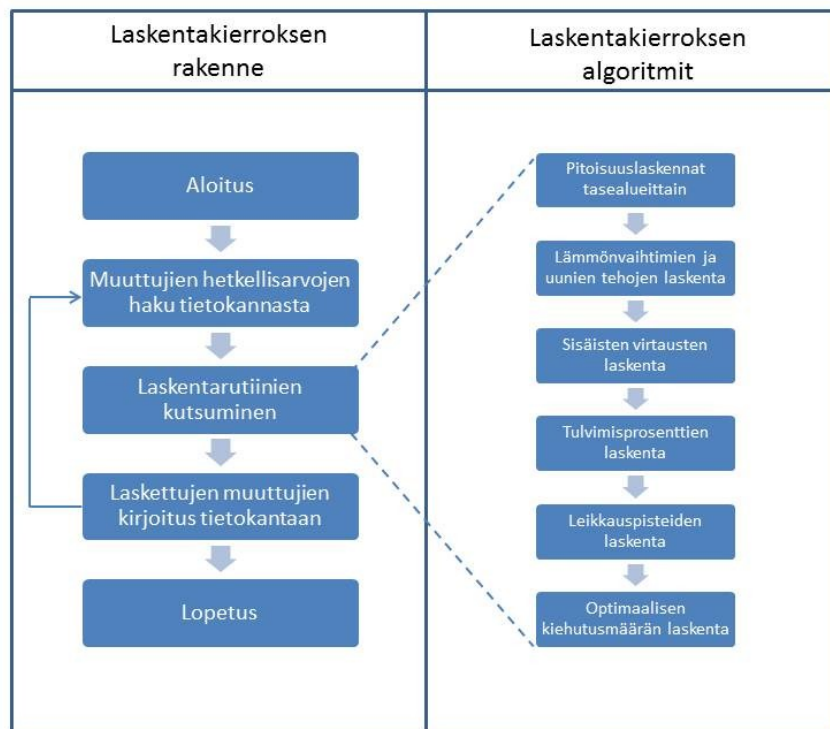 Laskentakierroksen
rakenne
Aloitus
Muuttujien hetkellisarvojen
haku tietokannasta
Laskentarutiinien
kutsuminen
Laskettujen muuttujien
kirjoitus tietokantaan
Lopetus
Laskentakierroksen
algoritmit
Pitoisuuslaskennat
tasealueittain
Lämmönvaihtimien ja
uunien tehojen laskenta
Sisäisten virtausten
laskenta
Tulvimisprosenttien
laskenta
Leikkauspisteiden
laskenta
Optimaalisen
kiehutusmäärän laskenta